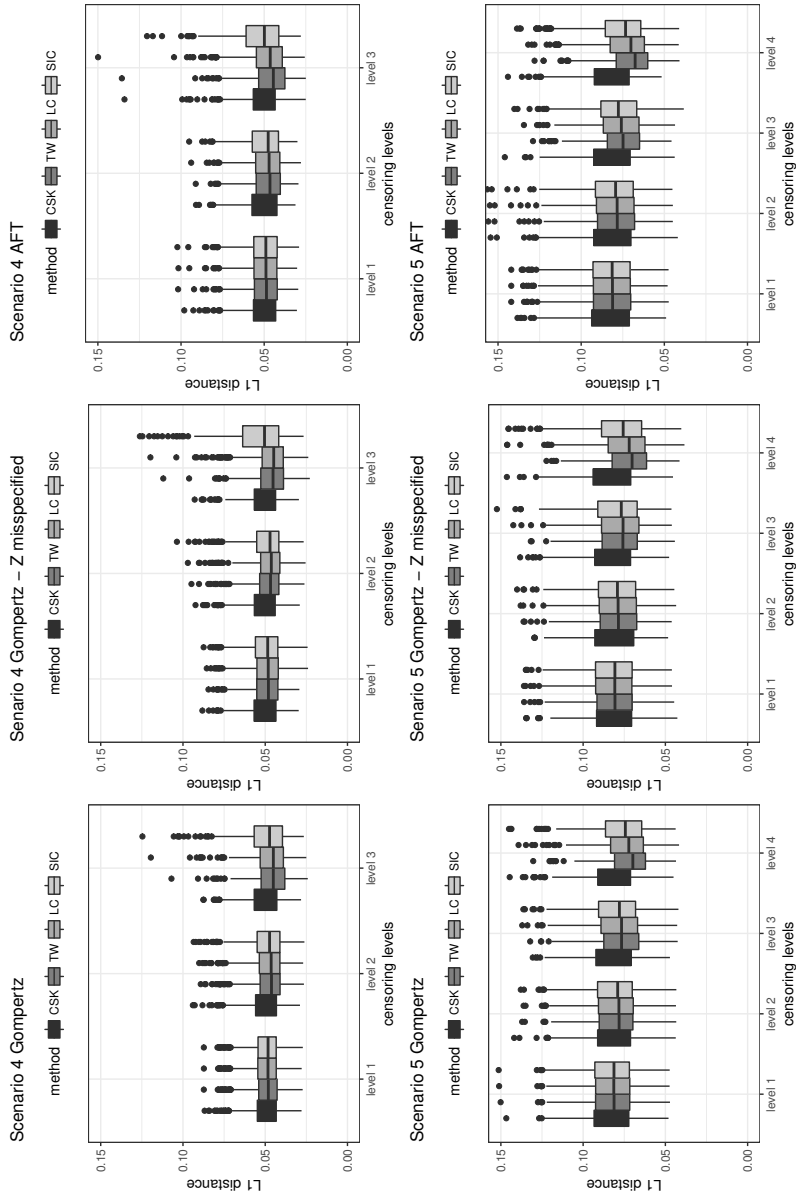 Scenario 4 Gompertz
method CSK TW LC SIC
L1 distance
0.15
0.10
0.05
0.00
level 1 level 2 level 3
censoring levels
Senario 4 Gompertz – Z misspecified
method CSK TW LC SIC
L1 distance
0.15
0.10
0.05
0.00
level 1 level 2 level 3
censoring levels
Scenario 4 AFT
method CSK TW LC SIC
L1 distance
0.15
0.10
0.05
0.00
level 1 level 2 level 3
censoring levels
Scenario 5 Gompertz
method CSK TW LC SIC
L1 distance
0.15
0.10
0.05
0.00
level 1 level 2 level 3 level 4
censoring levels
Senario 5 Gompertz – Z misspecified
method CSK TW LC SIC
L1 distance
0.15
0.10
0.05
0.00
level 1 level 2 level 3 level 4
censoring levels
Scenario 5 AFT
method CSK TW LC SIC
L1 distance
0.15
0.10
0.05
0.00
level 1 level 2 level 3 level 4
censoring levels